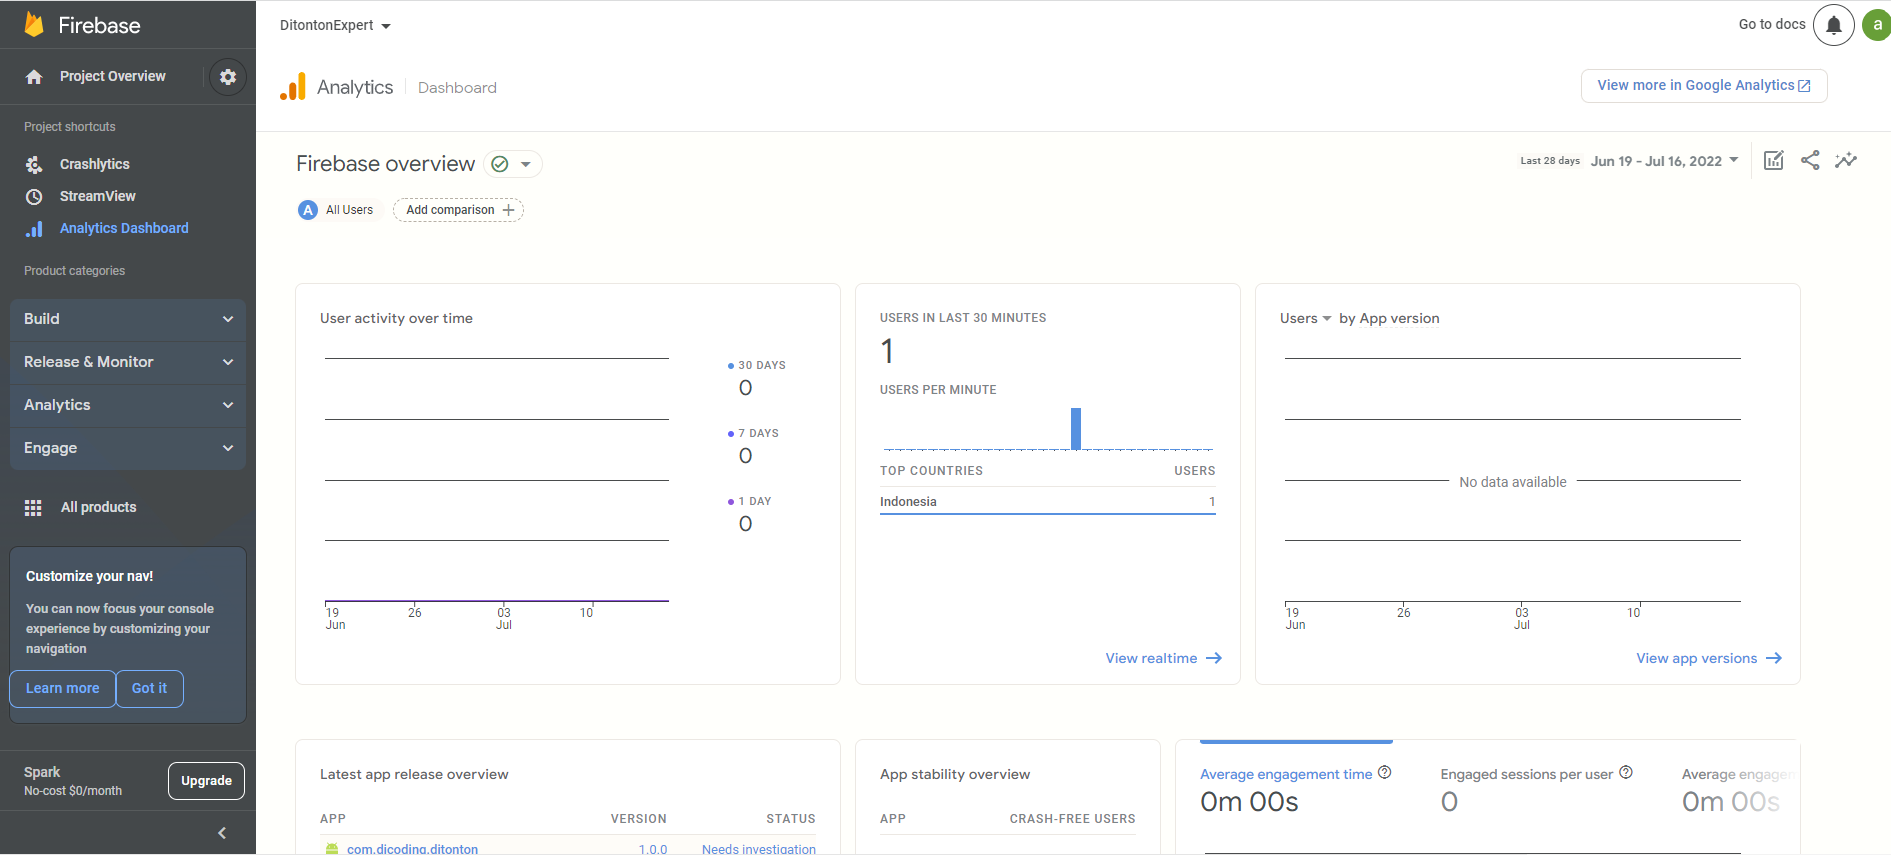 Firebase
Project Overview
Project shortcuts
Crashlytics
StreamView
Analytics Dashboard
Product categories
Build
Release & Monitor
Analytics
Engage
All products
Customize your nav!
You can now focus your console
experience by customizing your
navigation
Learn more
Got it
Spark
No-cost $0/month
Upgrade
DitontonExpert
Go to docs
a
Analytics
Dashboard
View more in Google Analytics
Firebase overview
Last 28 days
Jun 19 - Jul 16, 2022
A
All Users
Add comparison
User activity over time
30 DAYS
0
7 DAYS
0
1 DAY
0
19
Jun
26
03
Jul
10
USERS IN LAST 30 MINUTES
1
USERS PER MINUTE
TOP COUNTRIES USERS
Indonesia 1
View realtime
Users by App version
No data available
19
Jun
26
03
Jul
10
View app versions
Latest app release overview
APP VERSION STATUS
com.dicoding.ditonton 1.0.0 Needs investigation
App stability overview
APP CRASH-FREE USERS
Average engagement time
0m 00s
Engaged sessions per user
0
Average engagem
0m 00s